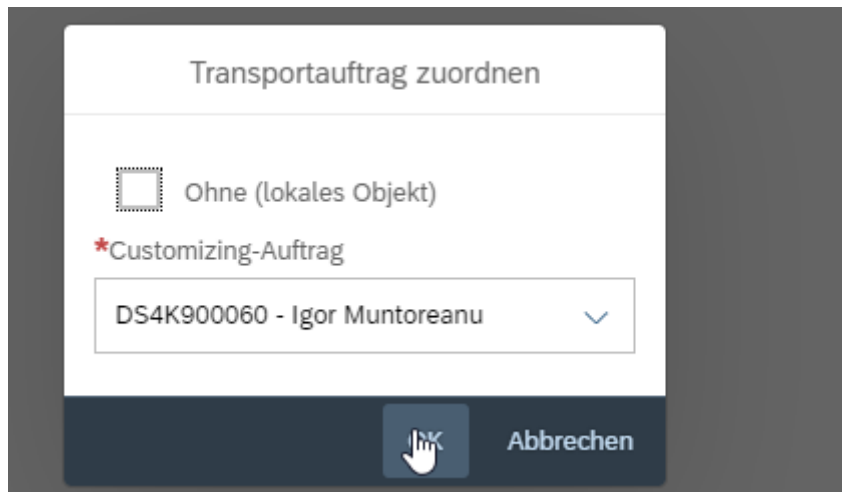 Transportauftrag zuordnen
Ohne (lokales Objekt)
*Customizing-Auftrag
DS4K900060 - Igor Muntoreanu
Abbrechen